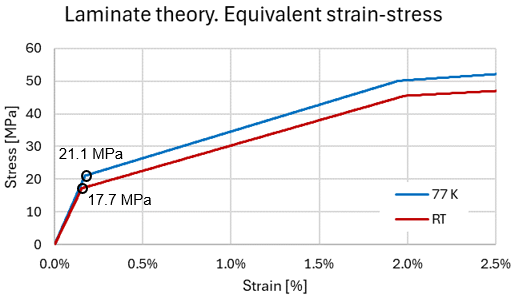 Laminate theory. Equivalent strain-stress
60
50
40
30
20
10
0
Stress [MPa]
21.1 MPa
17.7 MPa
77 K
RT
0.0%
0.5%
1.0%
1.5%
2.0%
2.5%
Strain [%]